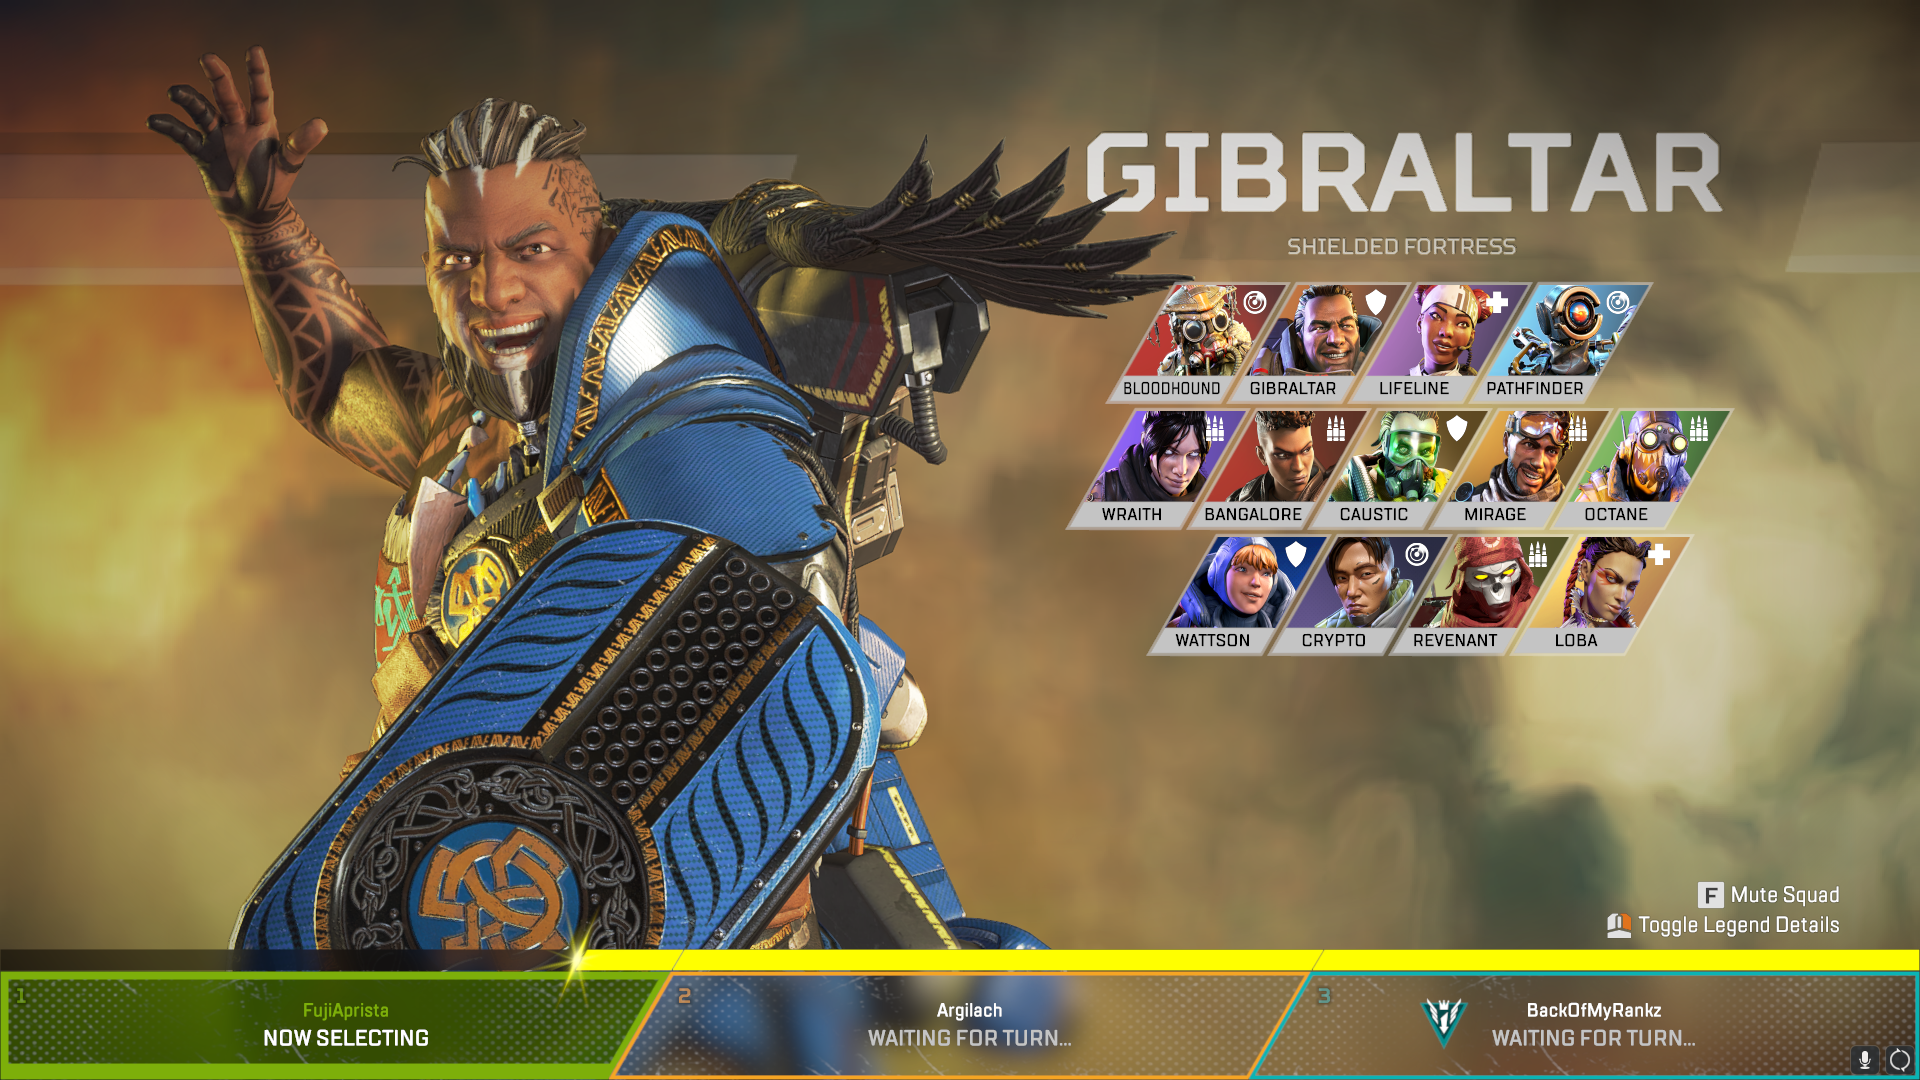 GIBRALTAR
SHIELDED FORTRESS
BLOODHOUND GIBRALTAR LIFELINE PATHFINDER
WRAITH BANGALORE CAUSTIC MIRAGE OCTANE
WATTSON CRYPTO REVENANT LOBA
F Mute Squad
Toggle Legend Details
1 2 3
FujiAprista Argilach BackOfMyRankz
NOW SELECTING WAITING FOR TURN... WAITING FOR TURN...